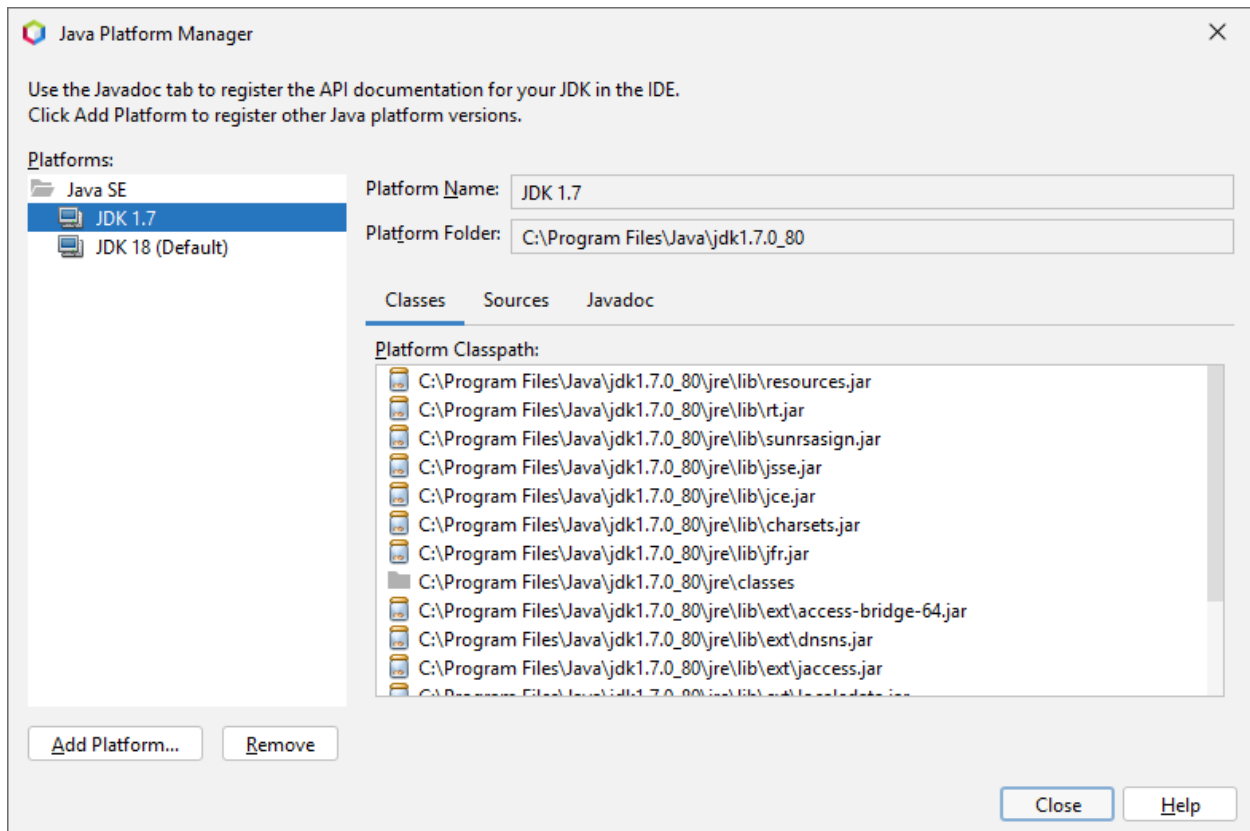 Java Platform Manager
Use the Javadoc tab to register the API documentation for your JDK in the IDE.
Click Add Platform to register other Java platform versions.
Platforms:
Java SE
JDK 1.7
JDK 18 (Default)
Platform Name: JDK 1.7
Platform Folder: C:\Program Files\Java\jdk1.7.0_80
Classes Sources Javadoc
Platform Classpath:
C:\Program Files\Java\jdk1.7.0_80\jre\lib\resources.jar
C:\Program Files\Java\jdk1.7.0_80\jre\lib\rt.jar
C:\Program Files\Java\jdk1.7.0_80\jre\lib\sunrsasign.jar
C:\Program Files\Java\jdk1.7.0_80\jre\lib\jsse.jar
C:\Program Files\Java\jdk1.7.0_80\jre\lib\jce.jar
C:\Program Files\Java\jdk1.7.0_80\jre\lib\charsets.jar
C:\Program Files\Java\jdk1.7.0_80\jre\lib\jfr.jar
C:\Program Files\Java\jdk1.7.0_80\jre\classes
C:\Program Files\Java\jdk1.7.0_80\jre\lib\ext\access-bridge-64.jar
C:\Program Files\Java\jdk1.7.0_80\jre\lib\ext\dnsns.jar
C:\Program Files\Java\jdk1.7.0_80\jre\lib\ext\jaccess.jar
Add Platform... Remove
Close Help